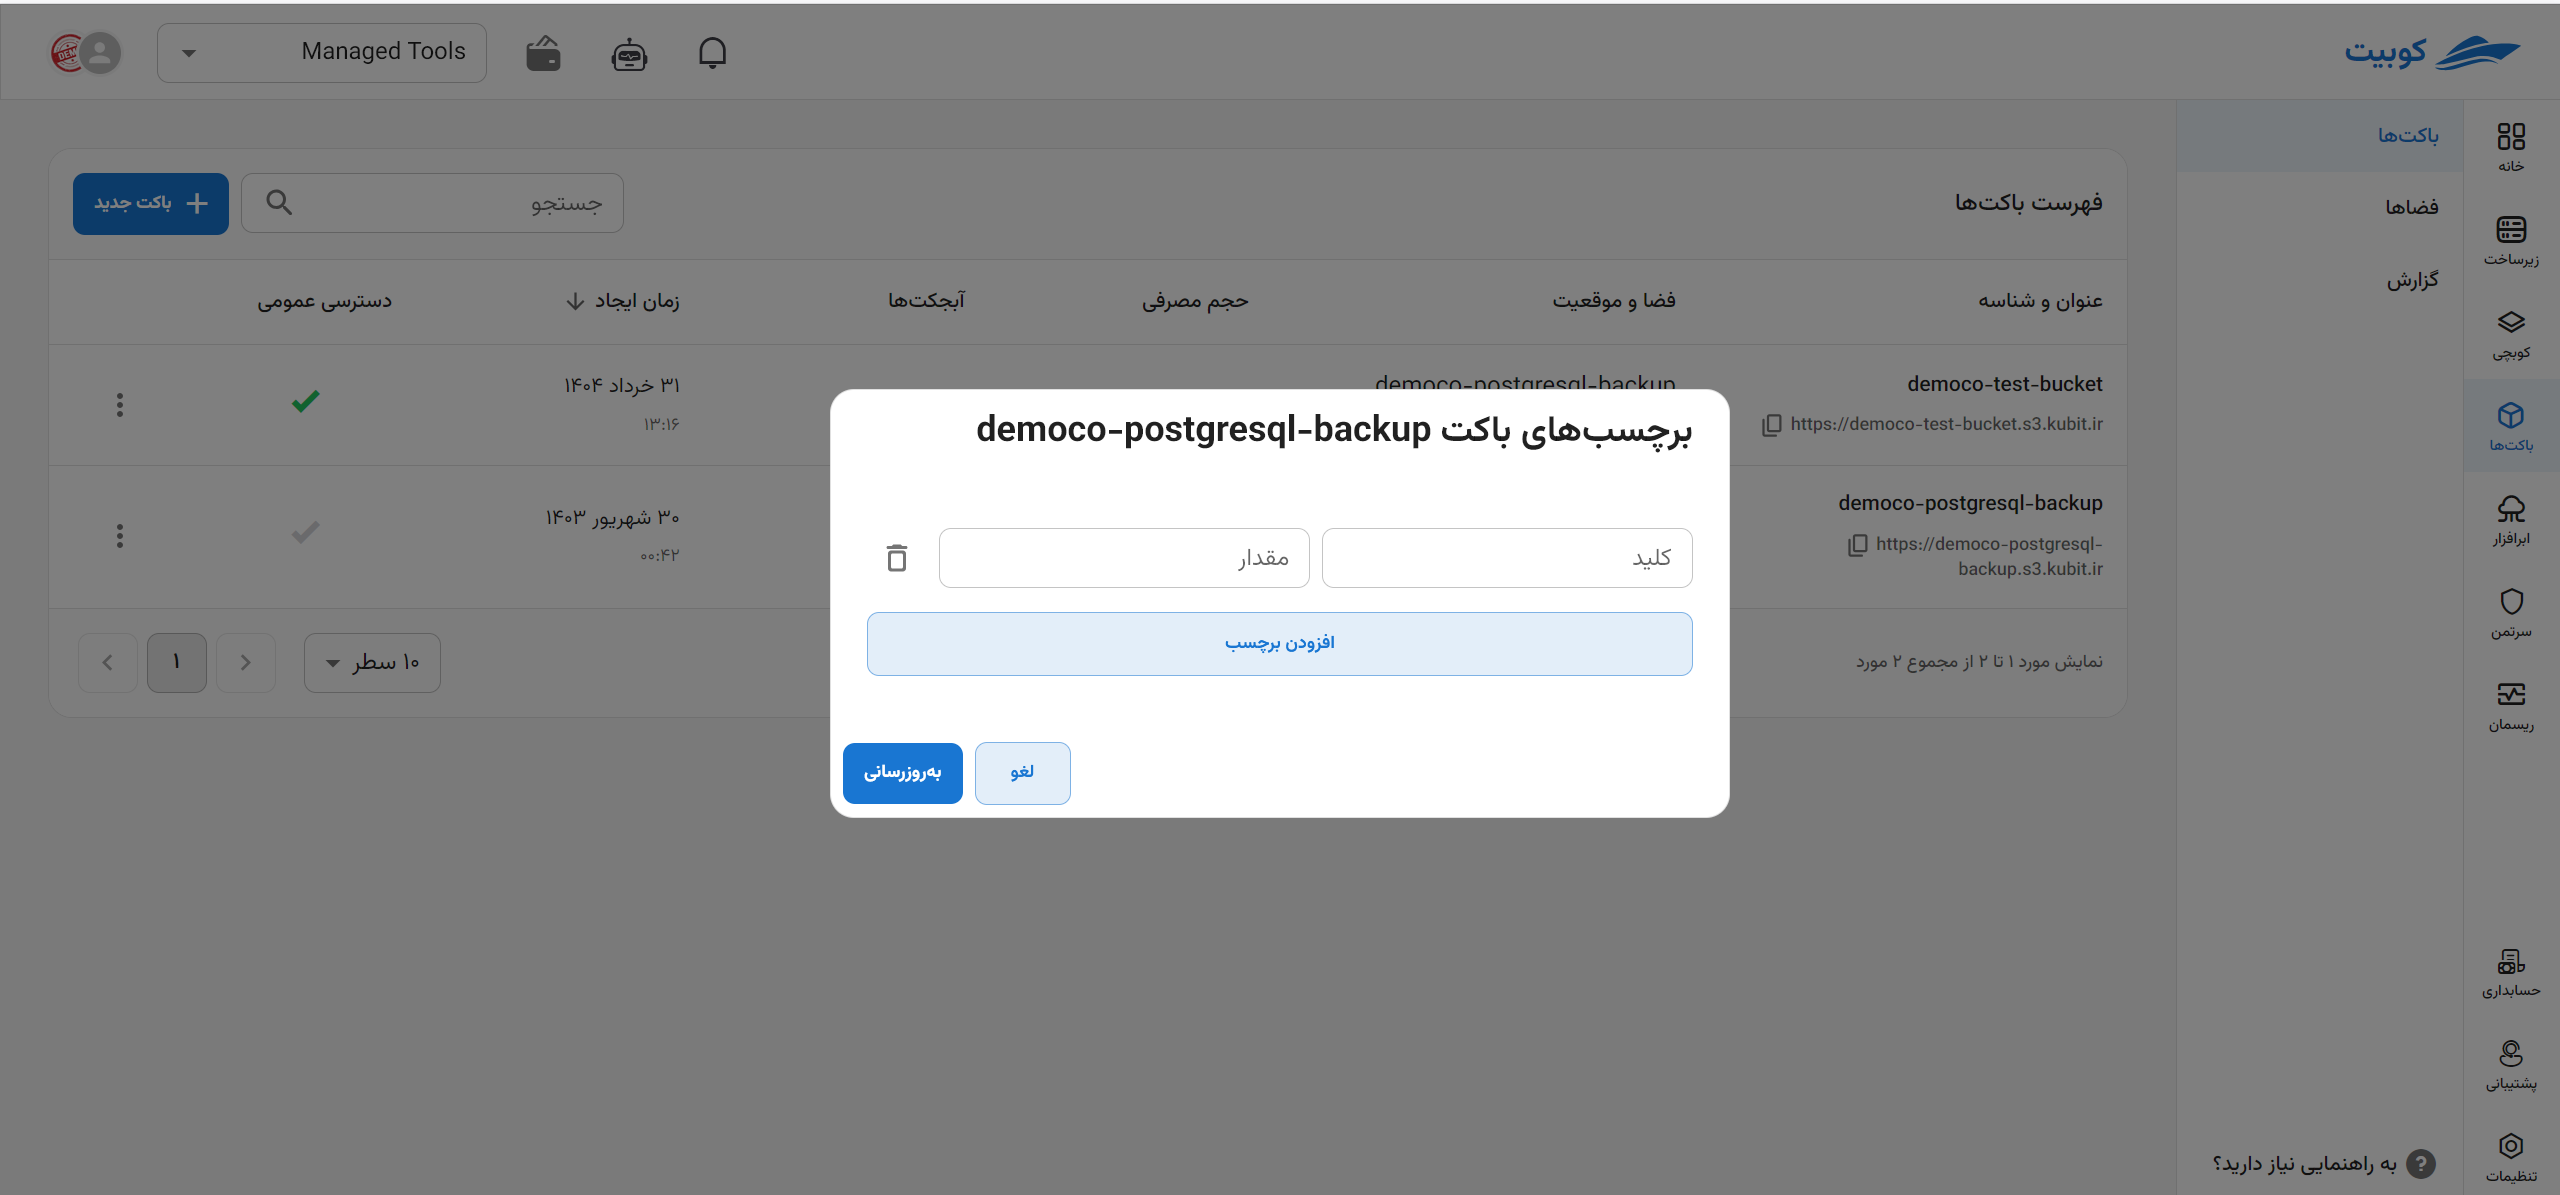 کوبیت
Managed Tools
باکت‌ها
فضاها
گزارش
خانه
زیرساخت
کوبچی
باکت‌ها
ابرافزار
سرتمن
ریسمان
حسابداری
پشتیبانی
تنظیمات
به راهنمایی نیاز دارید؟
فهرست باکت‌ها
جستجو
باکت جدید
عنوان و شناسه
فضا و موقعیت
حجم مصرفی
آبجکت‌ها
زمان ایجاد
دسترسی عمومی
democo-test-bucket
https://democo-test-bucket.s3.kubit.ir
democo-postgresql-backup
۳۱ خرداد ۱۴۰۴
۱۳:۱۶
democo-postgresql-backup
https://democo-postgresql-
backup.s3.kubit.ir
۳۰ شهریور ۱۴۰۳
۰۰:۴۲
نمایش مورد ۱ تا ۲ از مجموع ۲ مورد
۱۰ سطر
۱
برچسب‌های باکت democo-postgresql-backup
کلید
مقدار
افزودن برچسب
لغو
به‌روزرسانی